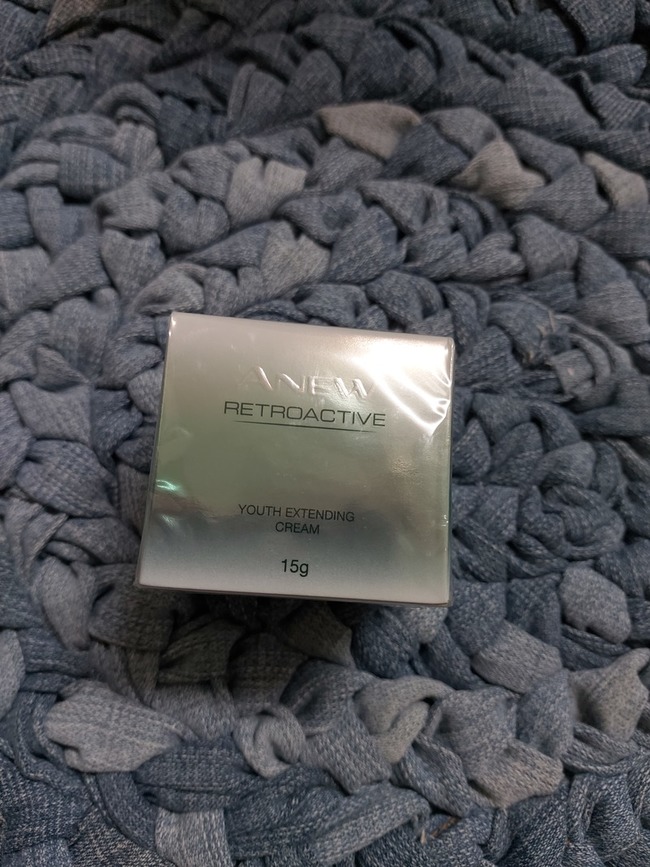 ANEW
RETROACTIVE
YOUTH EXTENDING
CREAM
15g